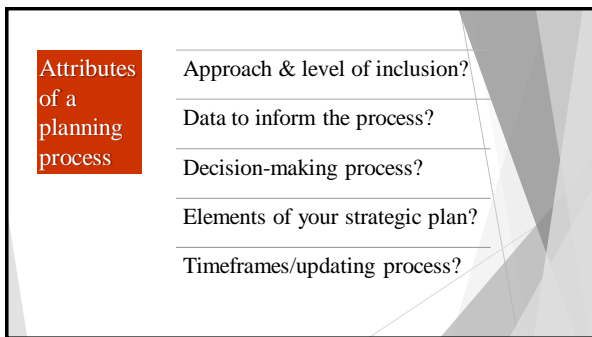 Attributes
of a
planning
process
Approach & level of inclusion?
Data to inform the process?
Decision-making process?
Elements of your strategic plan?
Timeframes/updating process?